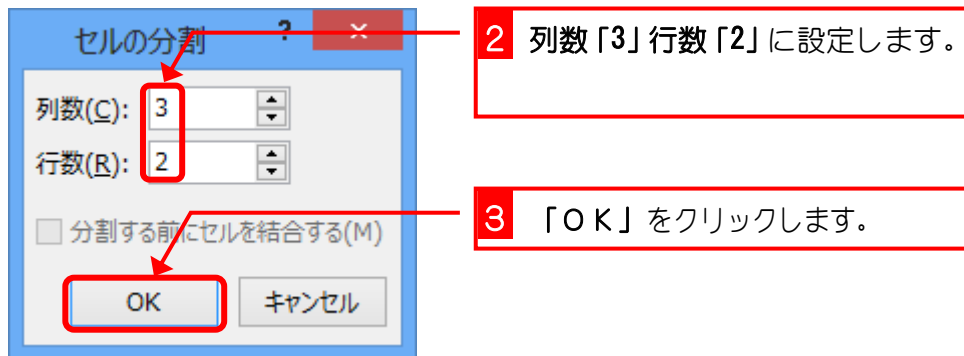 セルの分割 ? ×
2 列数「3」行数「2」に設定します。
列数(C): 3
行数(R): 2
3 「ＯＫ」をクリックします。
分割する前にセルを結合する(M)
OK キャンセル